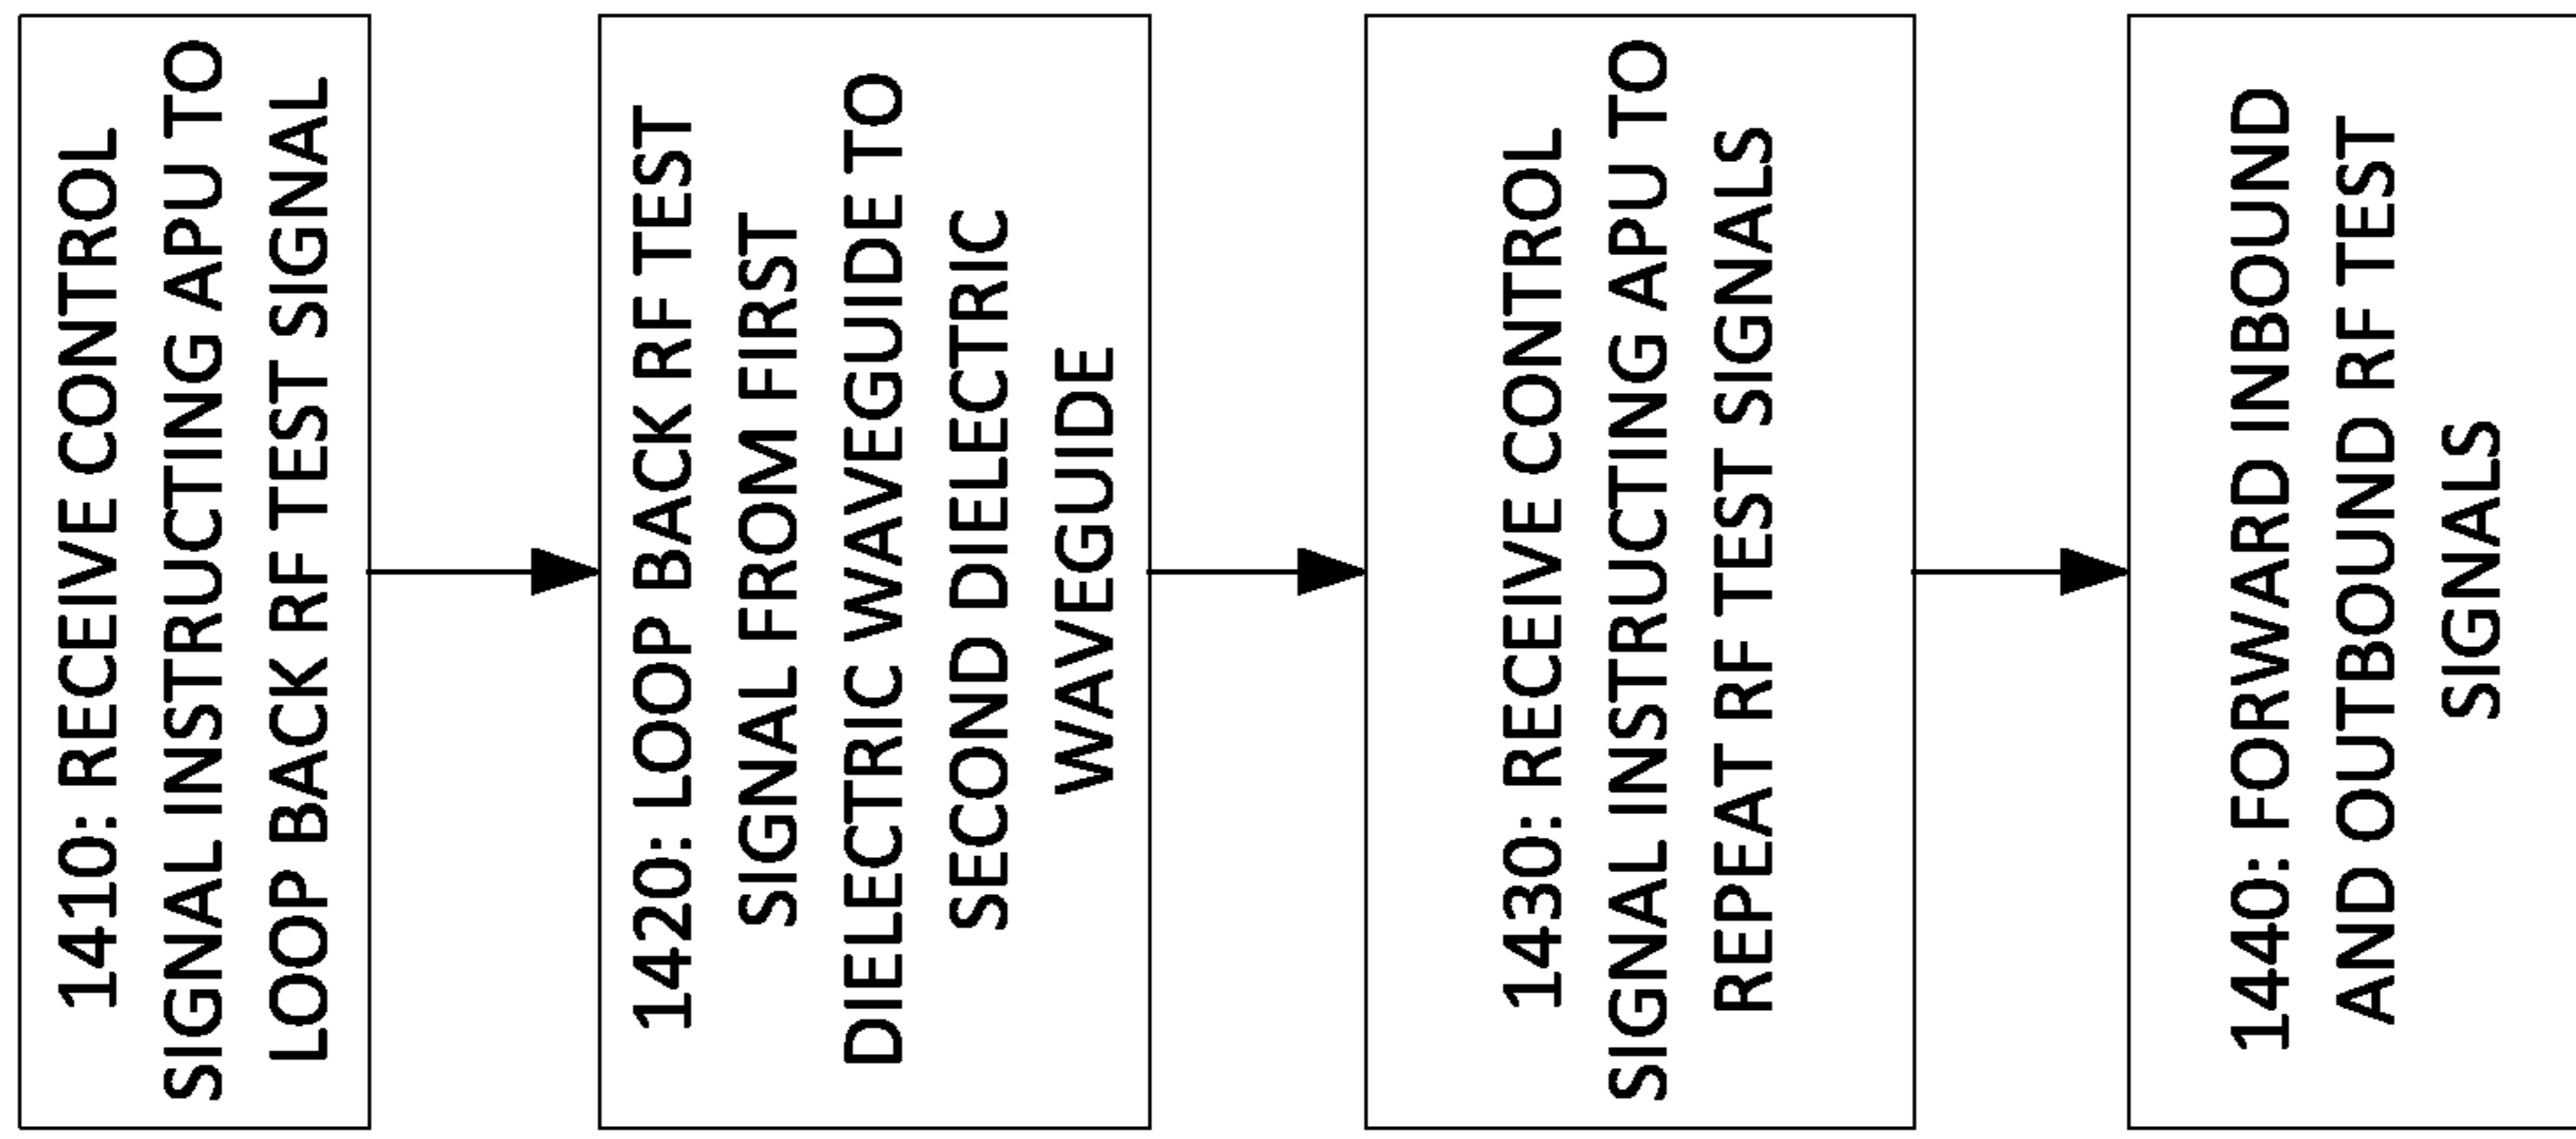 1410: RECEIVE CONTROL
SIGNAL INSTRUCTING APU TO
LOOP BACK RF TEST SIGNAL
1420: LOOP BACK RF TEST
SIGNAL FROM FIRST
DIELECTRIC WAVEGUIDE TO
SECOND DIELECTRIC
WAVEGUIDE
1430: RECEIVE CONTROL
SIGNAL INSTRUCTING APU TO
REPEAT RF TEST SIGNALS
1440: FORWARD INBOUND
AND OUTBOUND RF TEST
SIGNALS